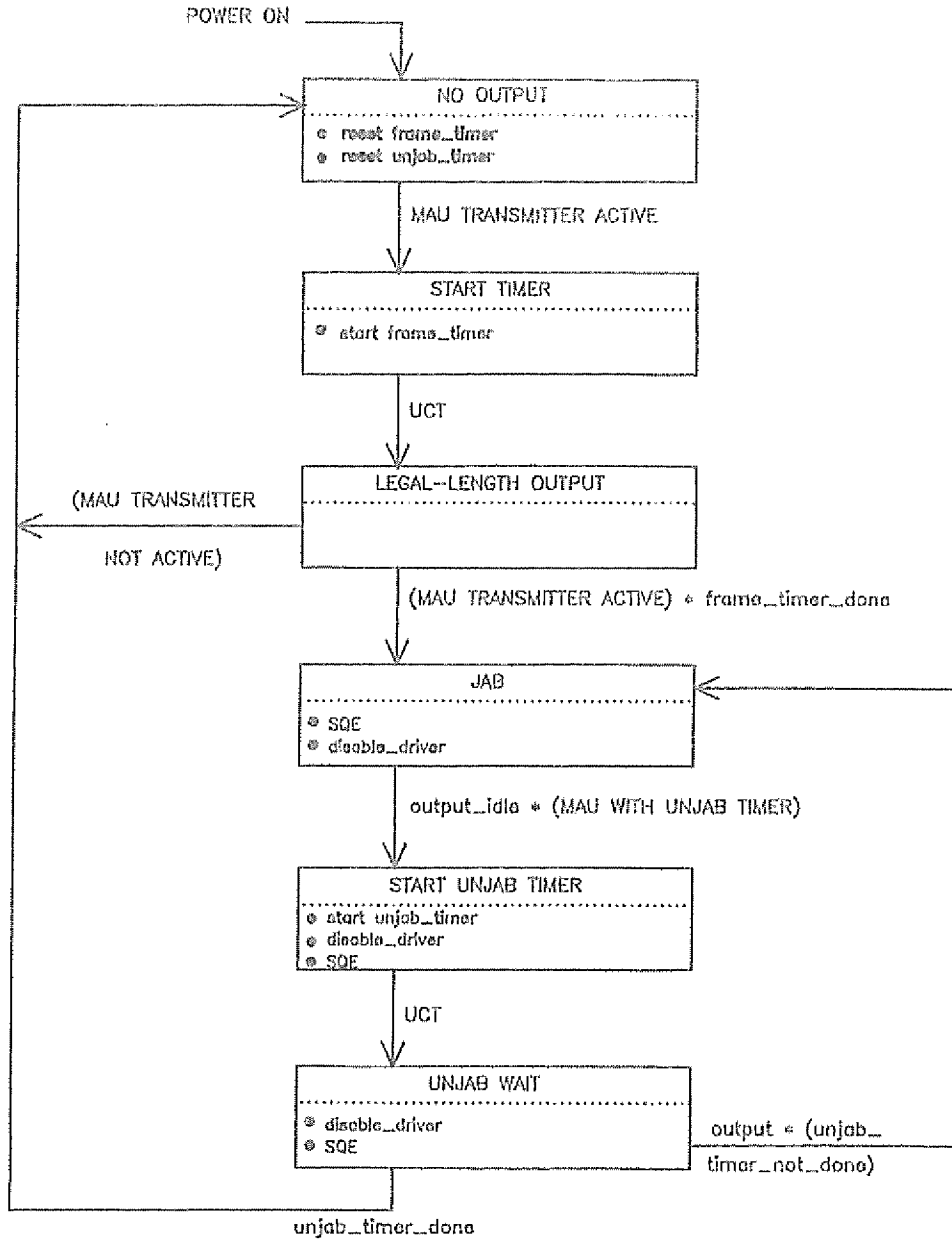 POWER ON
NO OUTPUT
● reset frame_timer
● reset unjab_timer
MAU TRANSMITTER ACTIVE
START TIMER
● start frame_timer
UCT
LEGAL-LENGTH OUTPUT
(MAU TRANSMITTER
NOT ACTIVE)
(MAU TRANSMITTER ACTIVE) * frame_timer_done
JAB
● SQE
● disable_driver
output_idle * (MAU WITH UNJAB TIMER)
START UNJAB TIMER
● start unjab_timer
● disable_driver
● SQE
UCT
UNJAB WAIT
● disable_driver
● SQE
output * (unjab_
timer_not_done)
unjab_timer_done